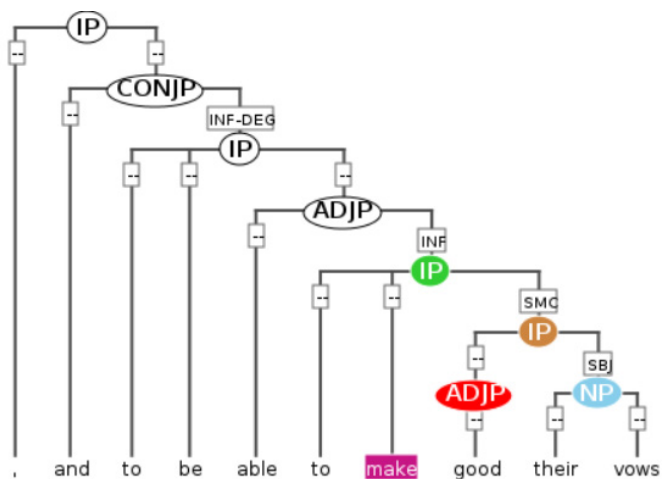 IP
-- --
CONJP
-- INF-DEG
IP
-- -- --
ADJP
-- INF
IP
-- -- SMC
IP
-- SBJ
ADJP NP
-- -- --
, and to be able to make good their vows